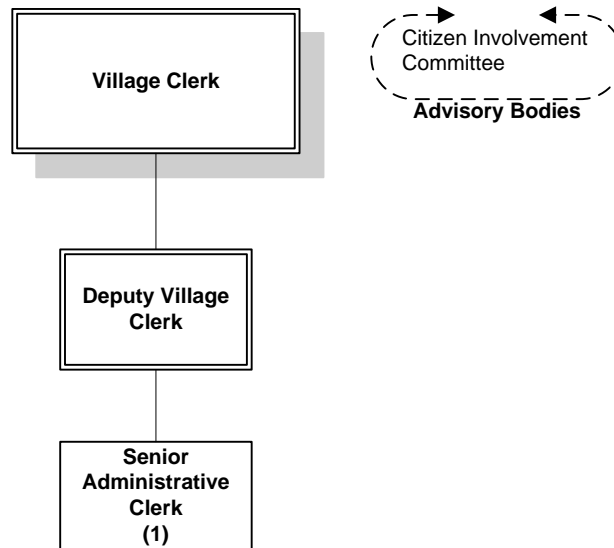 Village Clerk
Citizen Involvement
Committee
Advisory Bodies
Deputy Village
Clerk
Senior
Administrative
Clerk
(1)